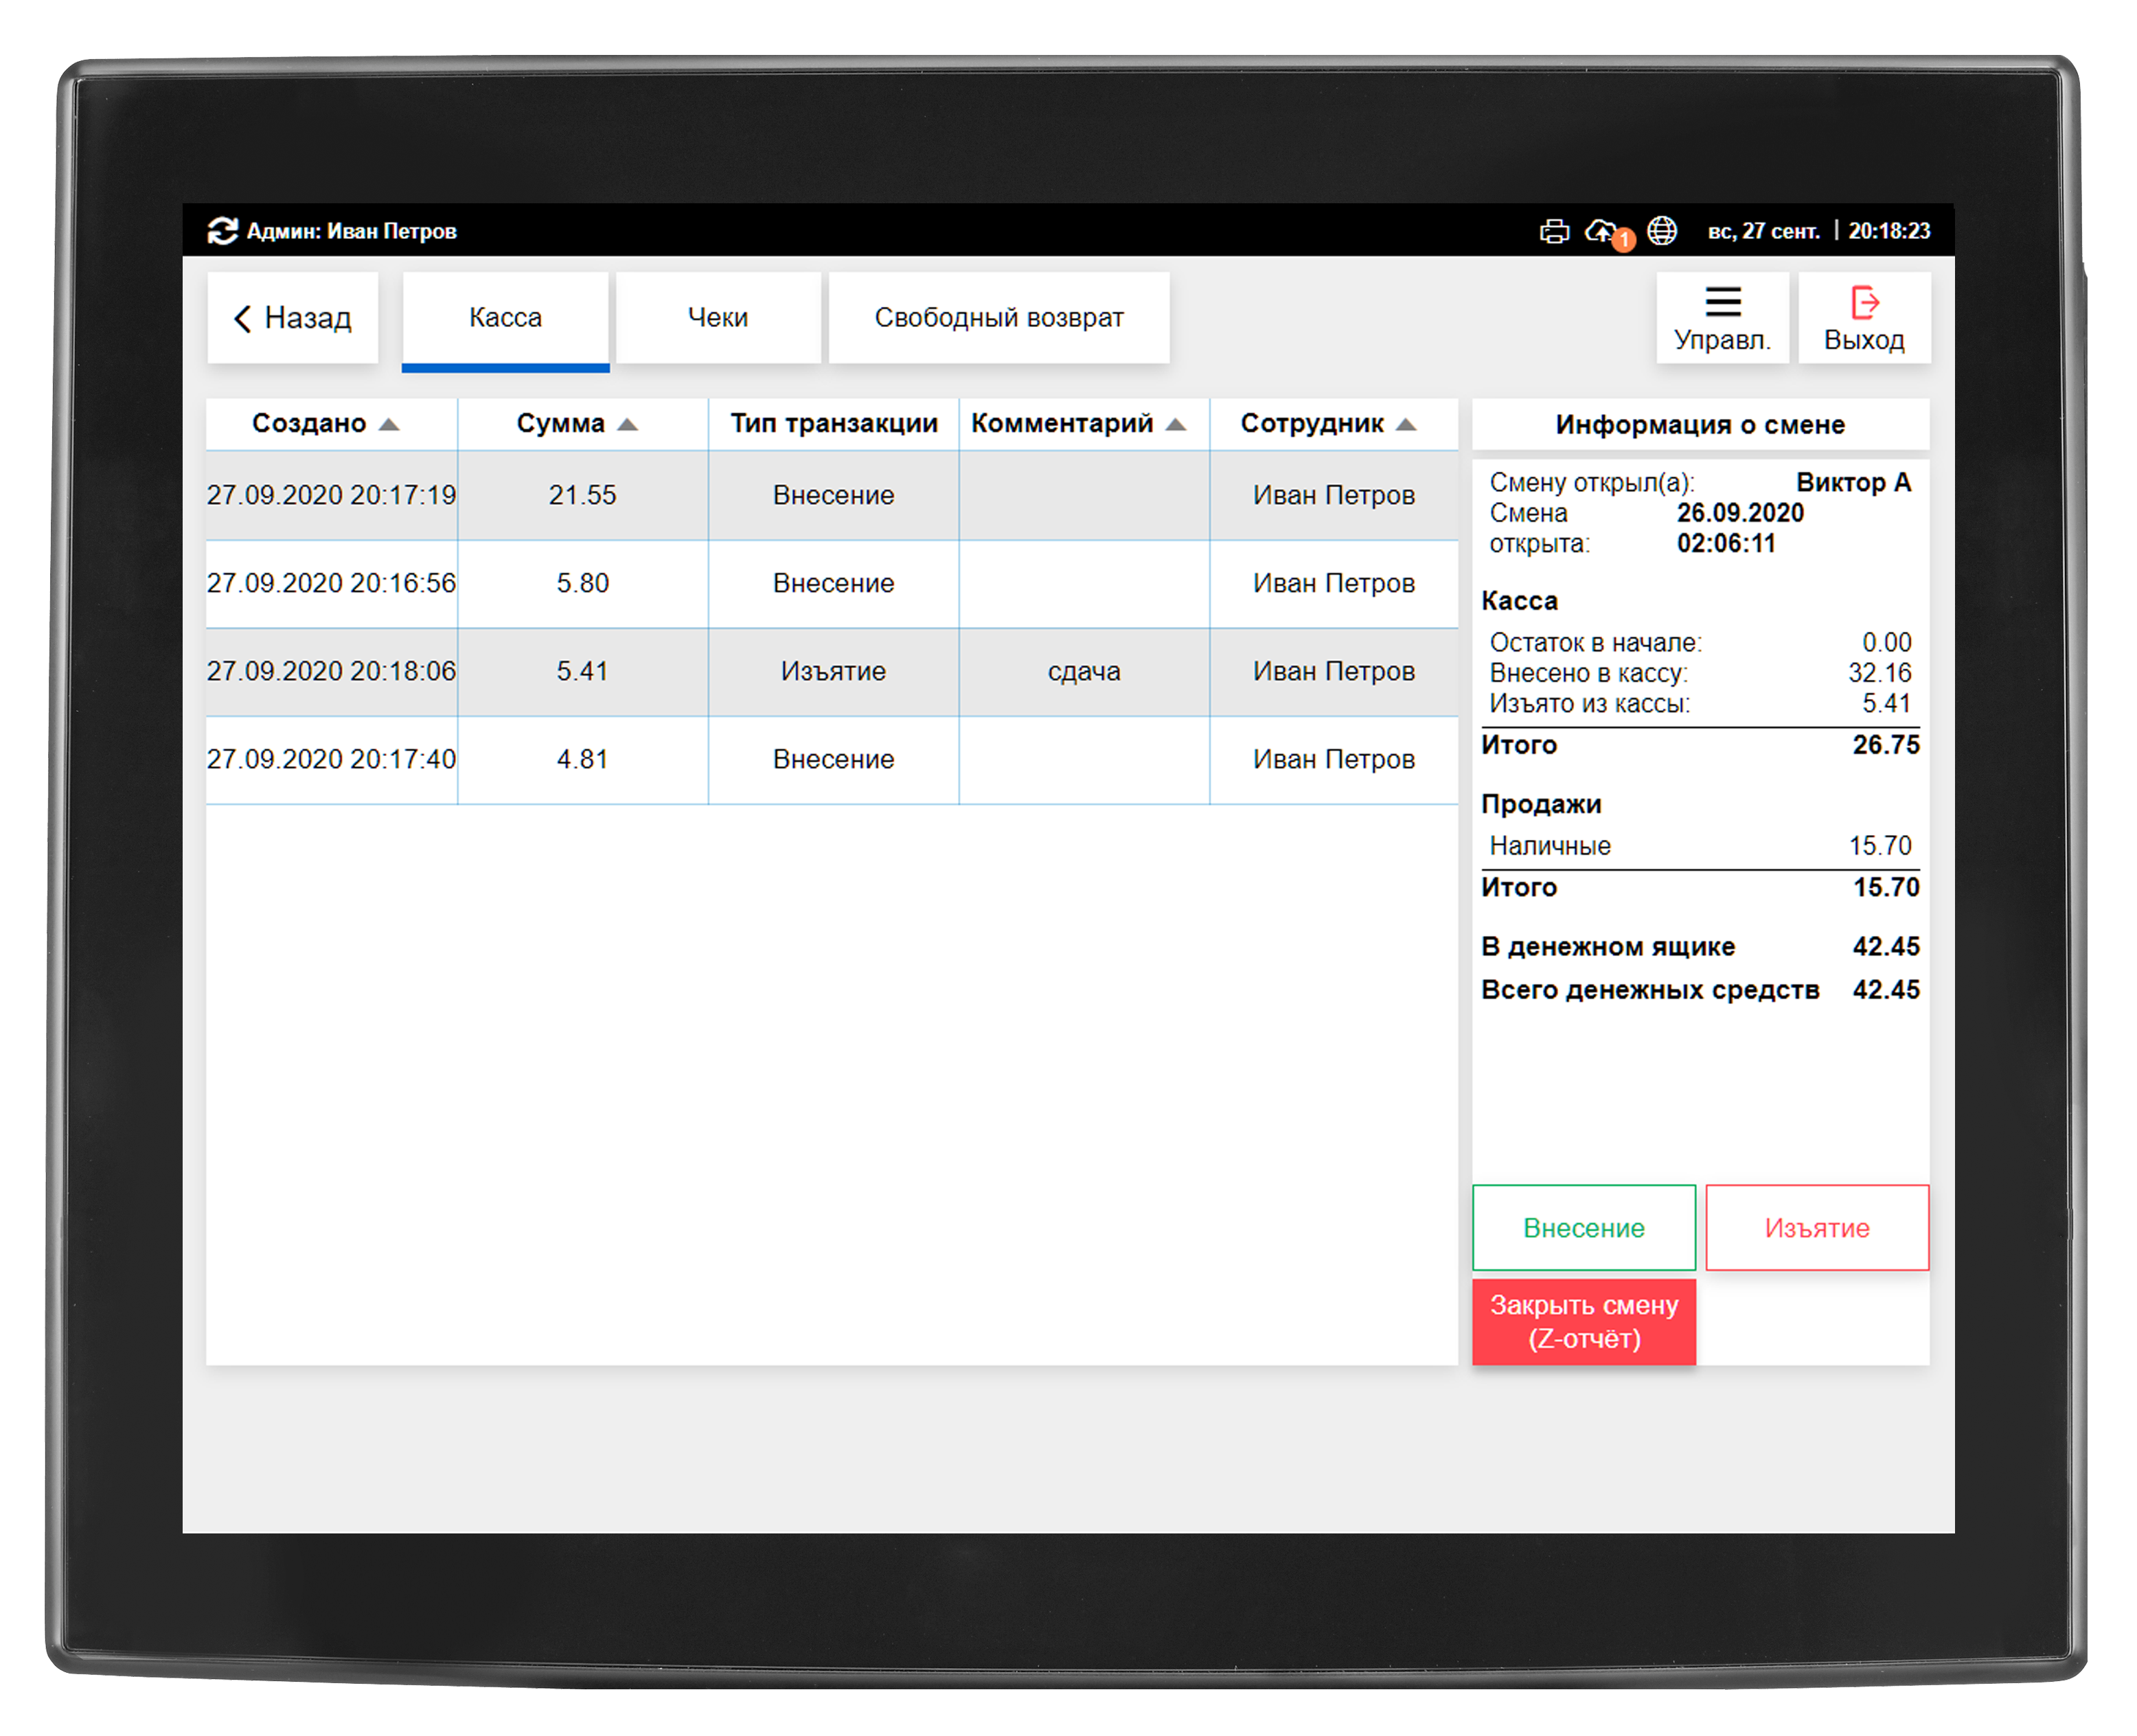 Админ: Иван Петров
1
вс, 27 сент. | 20:18:23
Назад
Касса
Чеки
Свободный возврат
Управл.
Выход
Создано Сумма Тип транзакции Комментарий Сотрудник
27.09.2020 20:17:19 21.55 Внесение Иван Петров
27.09.2020 20:16:56 5.80 Внесение Иван Петров
27.09.2020 20:18:06 5.41 Изъятие сдача Иван Петров
27.09.2020 20:17:40 4.81 Внесение Иван Петров
Информация о смене
Смену открыл(а): Виктор А
Смена 26.09.2020
открыта: 02:06:11
Касса
Остаток в начале: 0.00
Внесено в кассу: 32.16
Изъято из кассы: 5.41
Итого 26.75
Продажи
Наличные 15.70
Итого 15.70
В денежном ящике 42.45
Всего денежных средств 42.45
Внесение
Изъятие
Закрыть смену
(Z-отчёт)